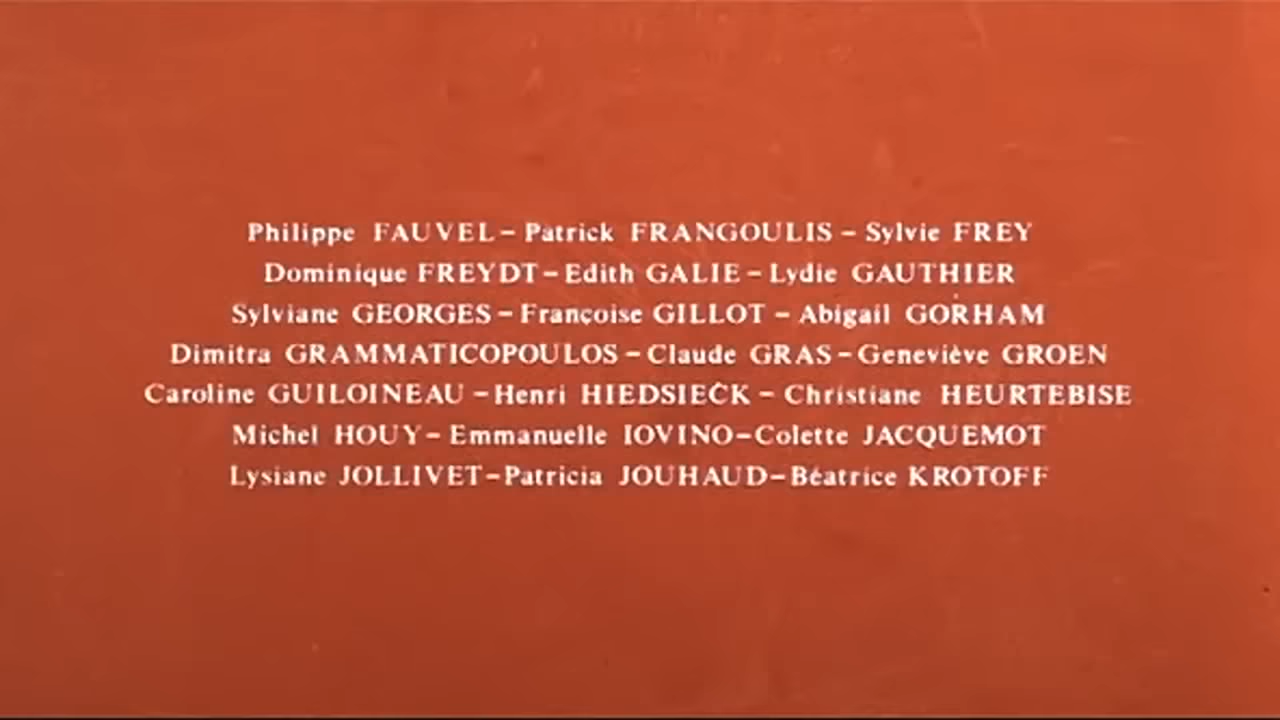 Philippe FAUVEL - Patrick FRANGOULIS - Sylvie FREY
Dominique FREYDT - Edith GALIE - Lydie GAUTHIER
Sylviane GEORGES - Françoise GILLOT - Abigail GORHAM
Dimitra GRAMMATICOPOULOS - Claude GRAS - Geneviève GROEN
Caroline GUILOINEAU - Henri HIEDSIECK - Christiane HEURTEBISE
Michel HOUY - Emmanuelle IOVINO - Colette JACQUEMOT
Lysiane JOLLIVET - Patricia JOUHAUD - Béatrice KROTOFF